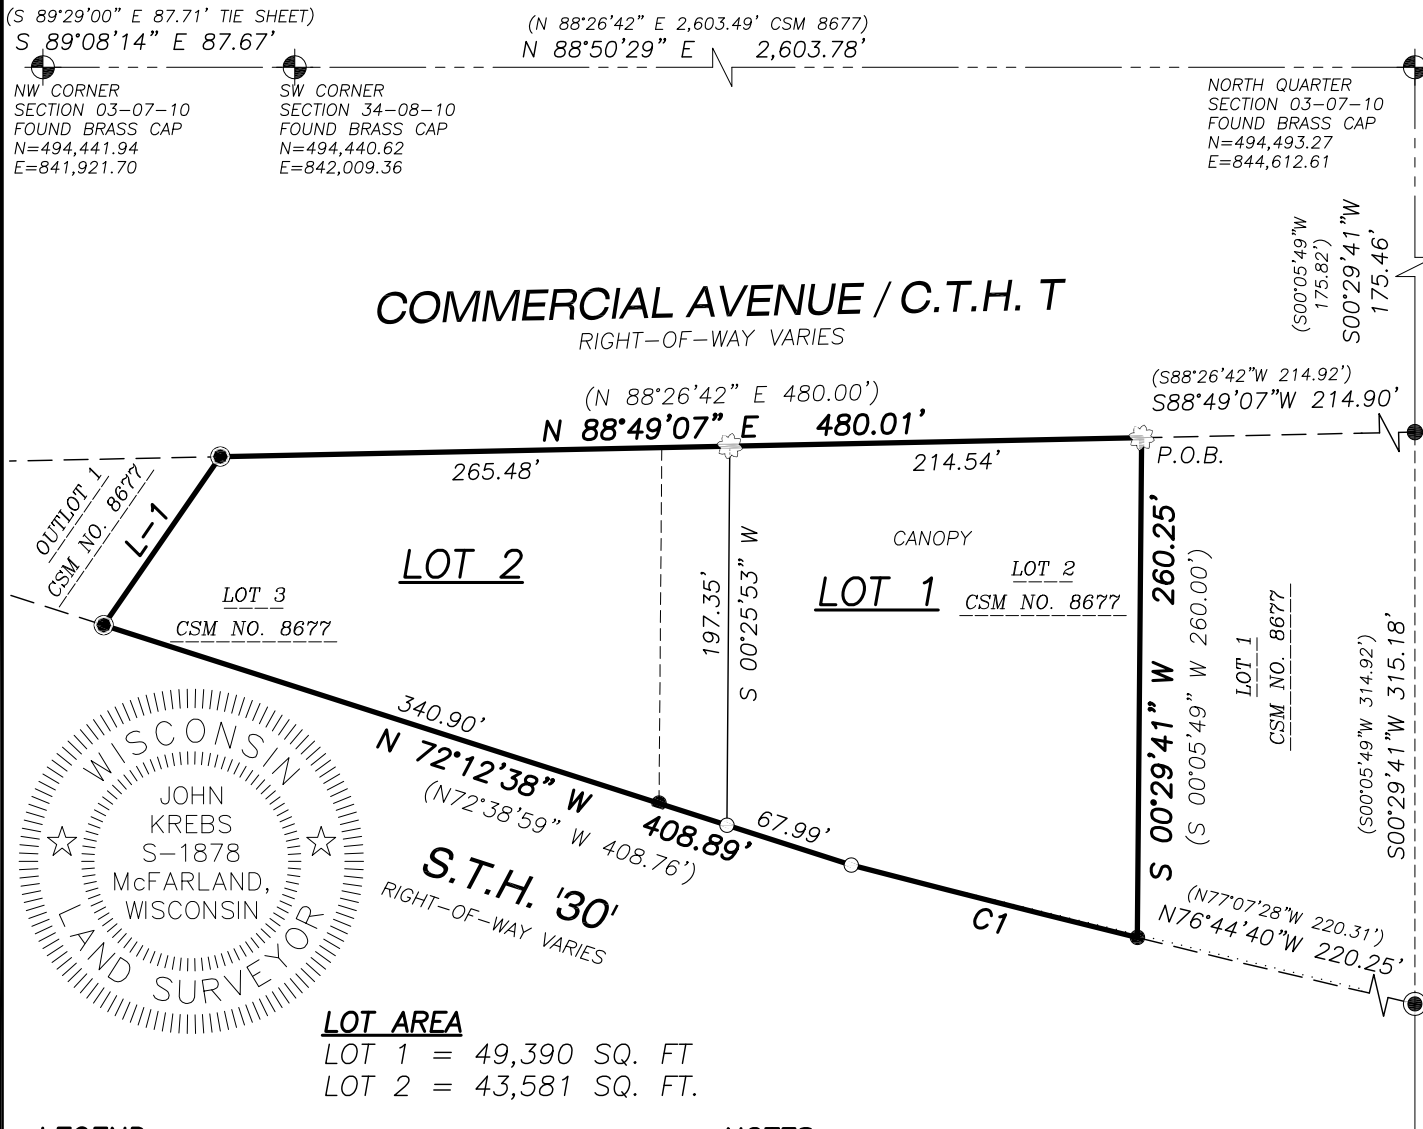 (S 89°29'00" E 87.71' TIE SHEET)
S 89°08'14" E 87.67'
(N 88°26'42" E 2,603.49' CSM 8677)
N 88°50'29" E 2,603.78'
NW CORNER
SECTION 03-07-10
FOUND BRASS CAP
N=494,441.94
E=841,921.70
SW CORNER
SECTION 34-08-10
FOUND BRASS CAP
N=494,440.62
E=842,009.36
NORTH QUARTER
SECTION 03-07-10
FOUND BRASS CAP
N=494,493.27
E=844,612.61
(S00°05'49"W
175.82')
S00°29'41"W
175.46'
COMMERCIAL AVENUE / C.T.H. T
RIGHT-OF-WAY VARIES
(S88°26'42"W 214.92')
S88°49'07"W 214.90'
(N 88°26'42" E 480.00')
N 88°49'07" E 480.01'
265.48'
214.54'
P.O.B.
OUTLOT 1
CSM NO. 8677
L-1
LOT 2
LOT 3
CSM NO. 8677
197.35'
S 00°25'53" W
CANOPY
LOT 1
LOT 2
CSM NO. 8677
S 00°29'41" W 260.25'
(S 00°05'49" W 260.00')
LOT 1
CSM NO. 8677
(S00°05'49"W 314.92')
S00°29'41"W 315.18'
340.90'
N 72°12'38" W 408.89'
(N72°38'59" W 408.76')
67.99'
C1
S.T.H. '30'
RIGHT-OF-WAY VARIES
(N77°07'28"W 220.31')
N76°44'40"W 220.25'
WISCONSIN
JOHN
KREBS
S-1878
McFARLAND,
WISCONSIN
LAND SURVEYOR
LOT AREA
LOT 1 = 49,390 SQ. FT
LOT 2 = 43,581 SQ. FT.
LEGEND
NOTES